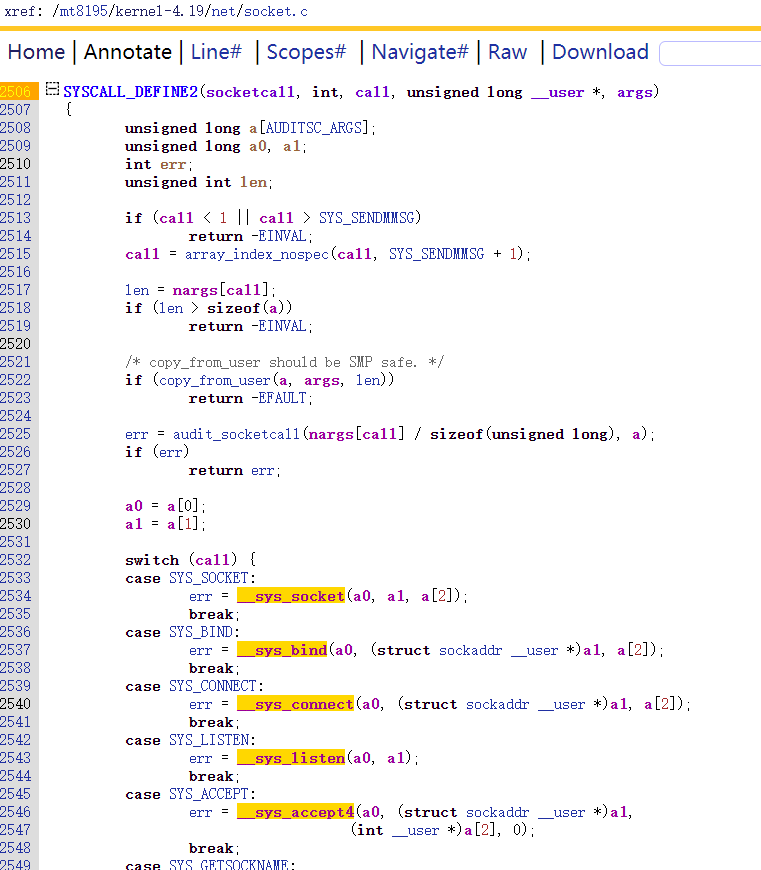 xref: /mt8195/kernel-4.19/net/socket.c
Home | Annotate | Line# | Scopes# | Navigate# | Raw | Download
2506 SYSCALL_DEFINE2(socketcall, int, call, unsigned long __user *, args)
2507 {
2508 unsigned long a[AUDITSC_ARGS];
2509 unsigned long a0, a1;
2510 int err;
2511 unsigned int len;
2512
2513 if (call < 1 || call > SYS_SENDMMSG)
2514 return -EINVAL;
2515 call = array_index_nospec(call, SYS_SENDMMSG + 1);
2516
2517 len = nargs[call];
2518 if (len > sizeof(a))
2519 return -EINVAL;
2520
2521 /* copy_from_user should be SMP safe. */
2522 if (copy_from_user(a, args, len))
2523 return -EFAULT;
2524
2525 err = audit_socketcall(nargs[call] / sizeof(unsigned long), a);
2526 if (err)
2527 return err;
2528
2529 a0 = a[0];
2530 a1 = a[1];
2531
2532 switch (call) {
2533 case SYS_SOCKET:
2534 err = __sys_socket(a0, a1, a[2]);
2535 break;
2536 case SYS_BIND:
2537 err = __sys_bind(a0, (struct sockaddr __user *)a1, a[2]);
2538 break;
2539 case SYS_CONNECT:
2540 err = __sys_connect(a0, (struct sockaddr __user *)a1, a[2]);
2541 break;
2542 case SYS_LISTEN:
2543 err = __sys_listen(a0, a1);
2544 break;
2545 case SYS_ACCEPT:
2546 err = __sys_accept4(a0, (struct sockaddr __user *)a1,
2547 (int __user *)a[2], 0);
2548 break;
2549 case SYS_GETSOCKNAME: